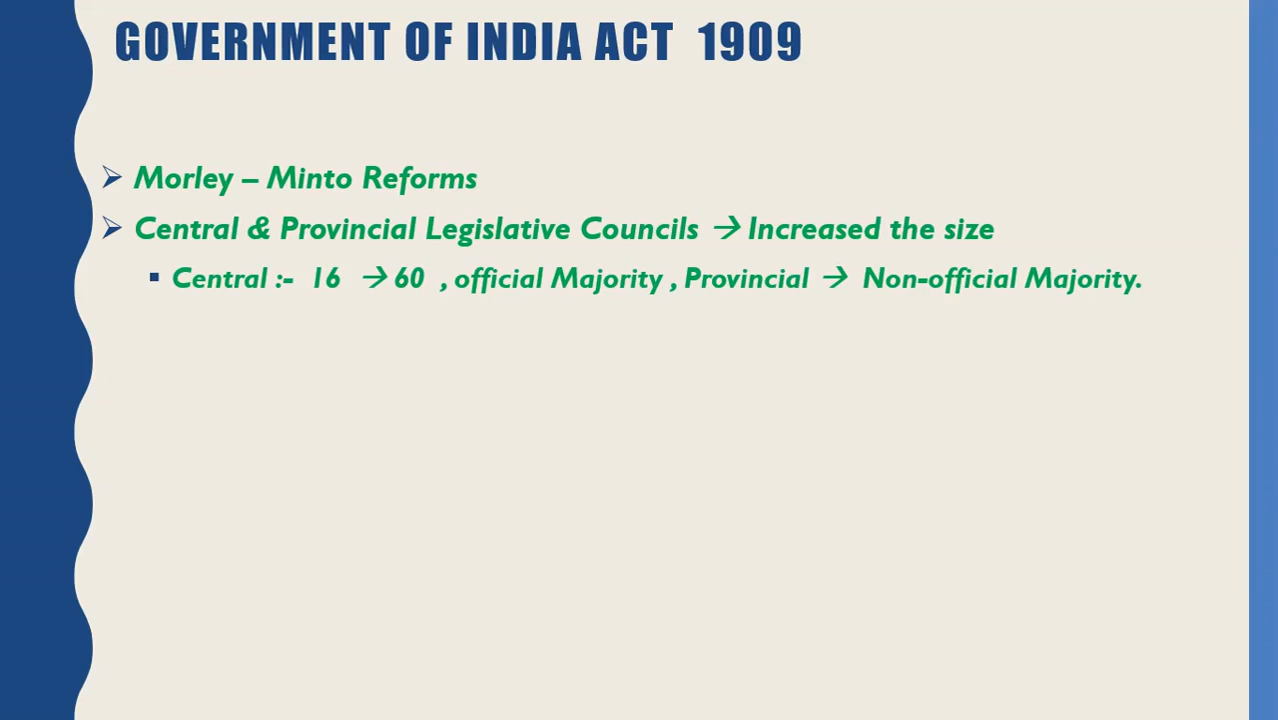 GOVERNMENT OF INDIA ACT 1909
➢ Morley – Minto Reforms
➢ Central & Provincial Legislative Councils → Increased the size
▪ Central :- 16 → 60 , official Majority , Provincial → Non-official Majority.